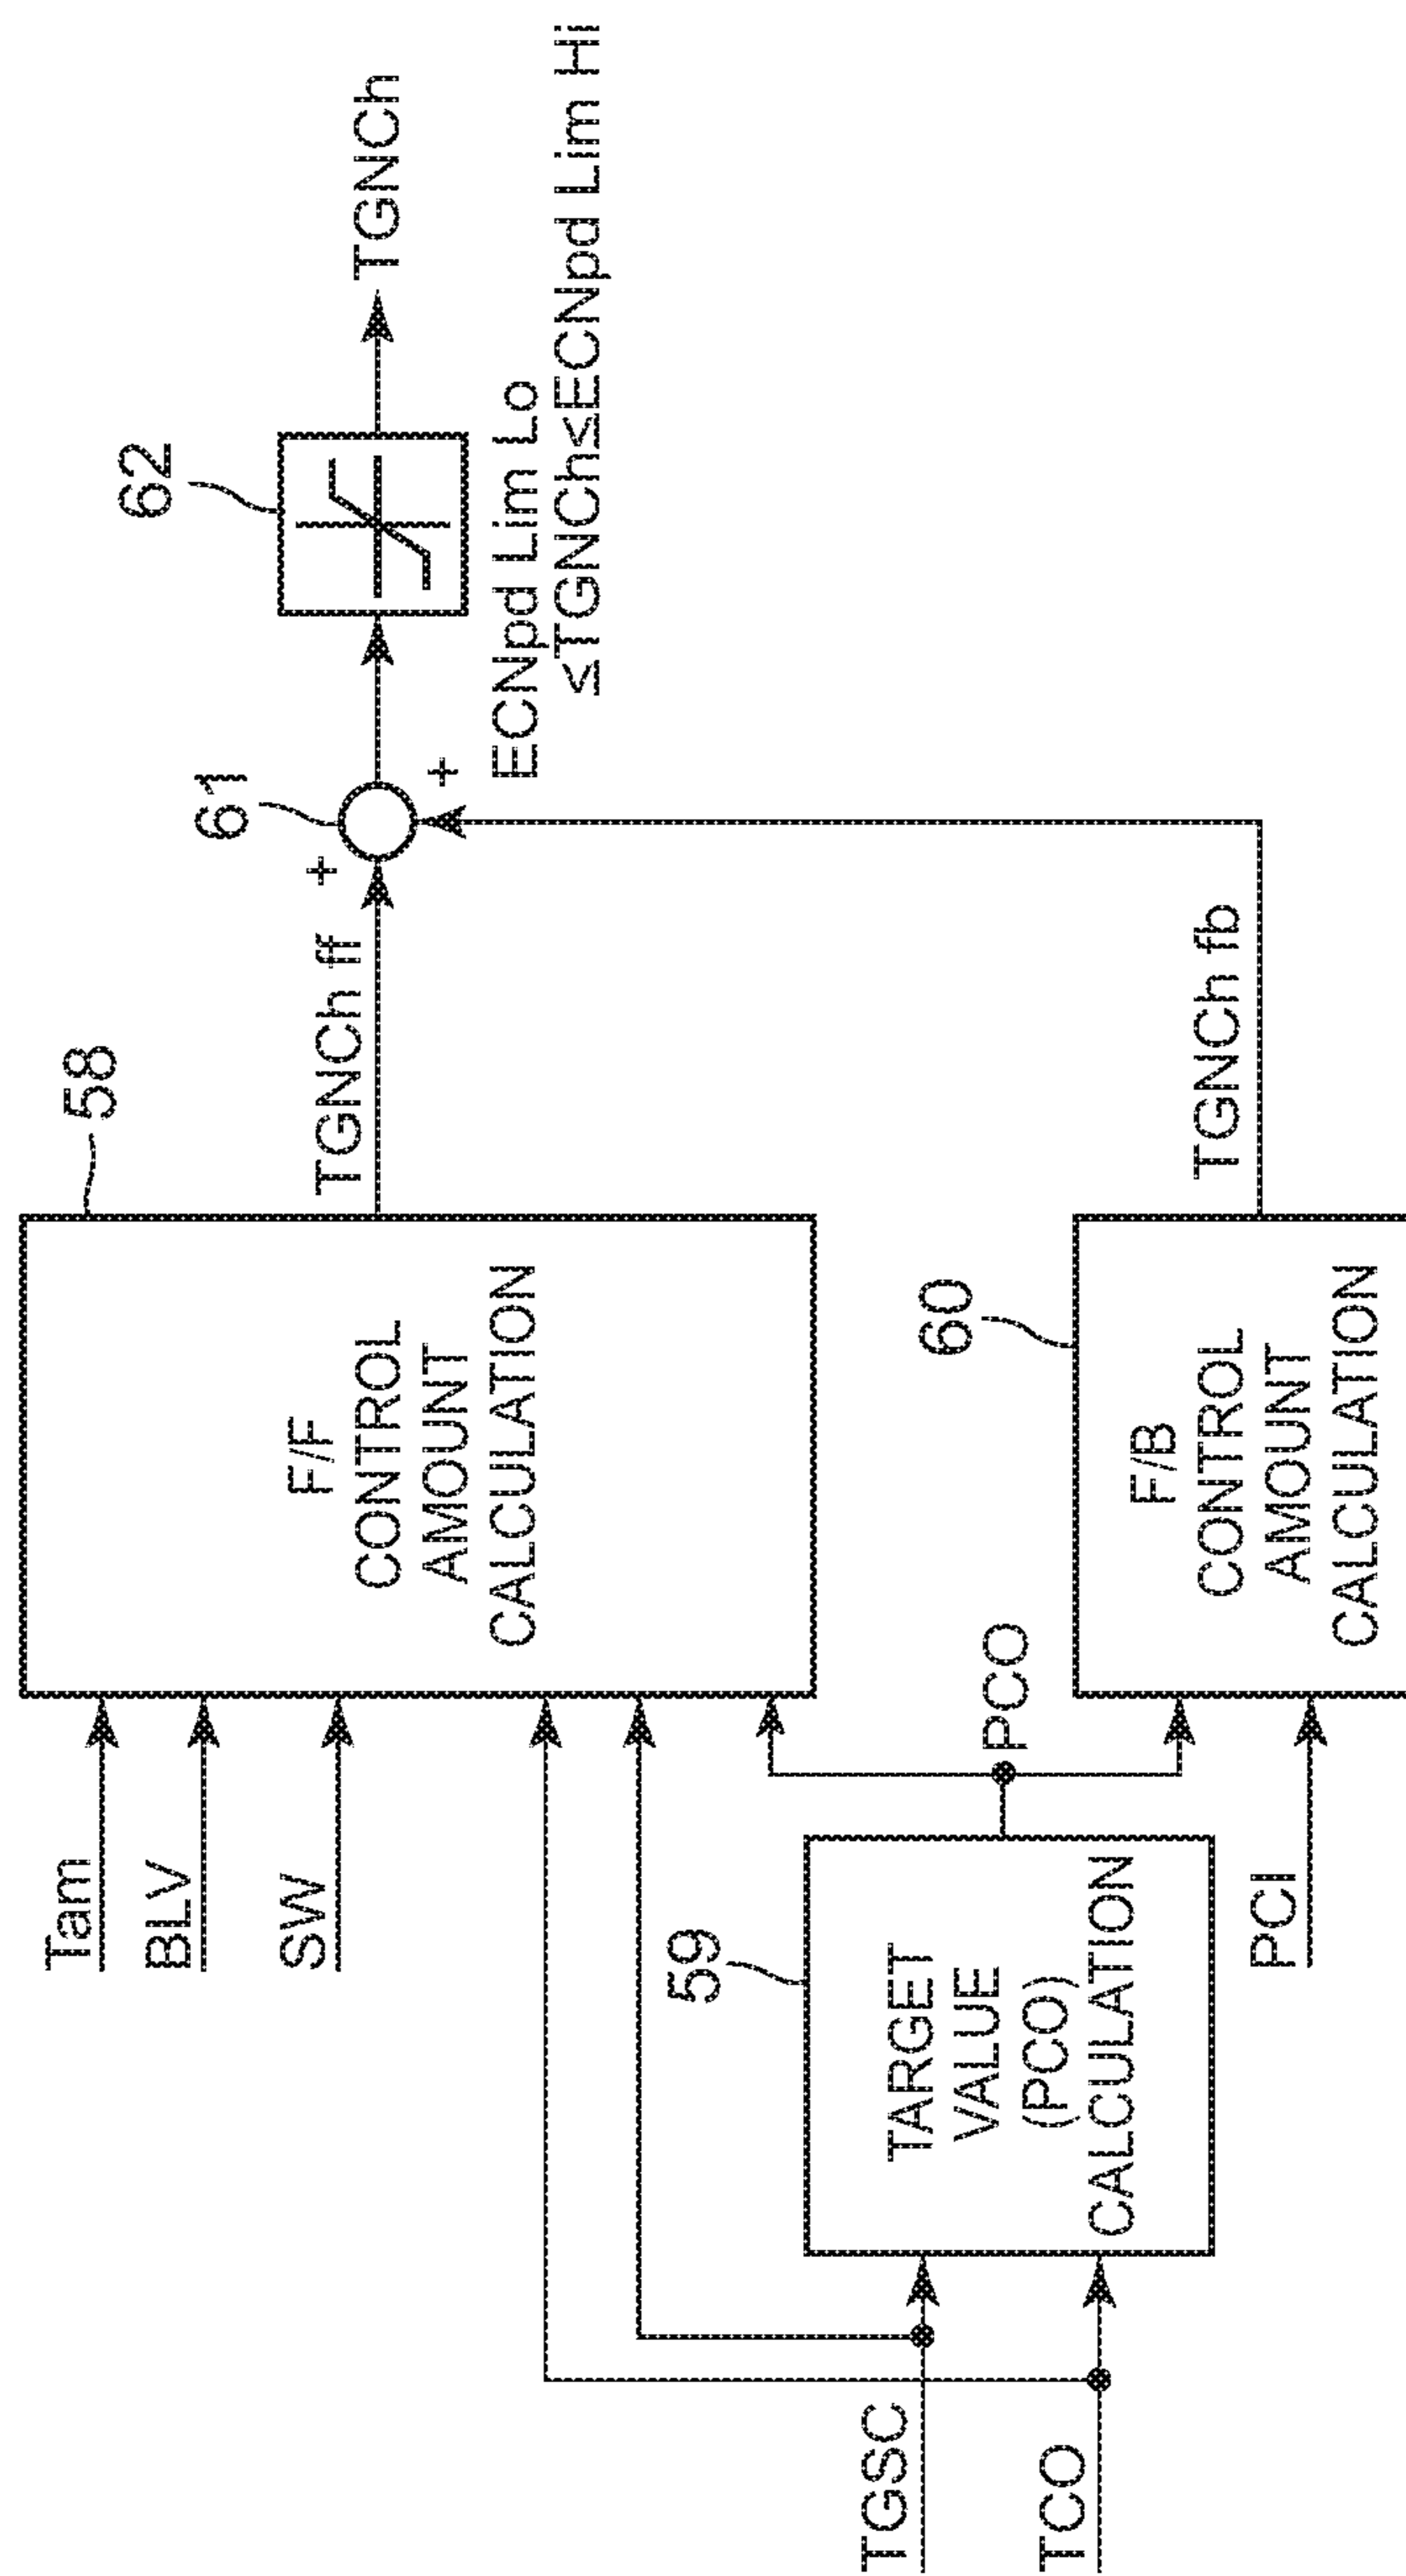 Tam
BLV
SW
TGSC
TCO
59
TARGET
VALUE
(PCO)
CALCULATION
PCO
PCI
58
F/F
CONTROL
AMOUNT
CALCULATION
60
F/B
CONTROL
AMOUNT
CALCULATION
TGNCh ff
TGNCh fb
61
+
+
62
ECNpd Lim Lo
≤TGNCh≤ECNpd Lim Hi
TGNCh